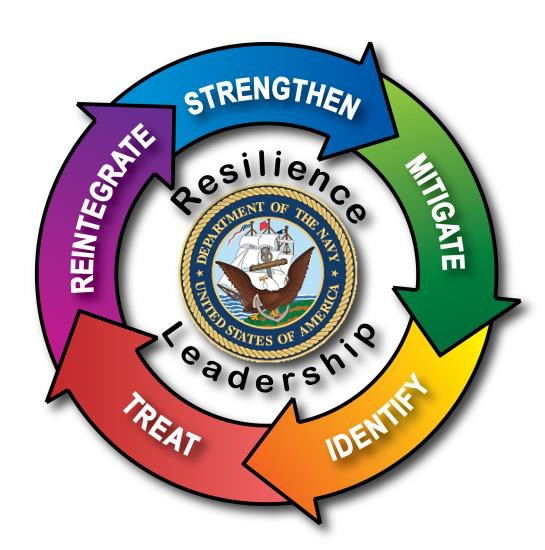 STRENGTHEN
MITIGATE
IDENTIFY
TREAT
REINTEGRATE
Resilience
DEPARTMENT OF THE NAVY
UNITED STATES OF AMERICA
Leadership